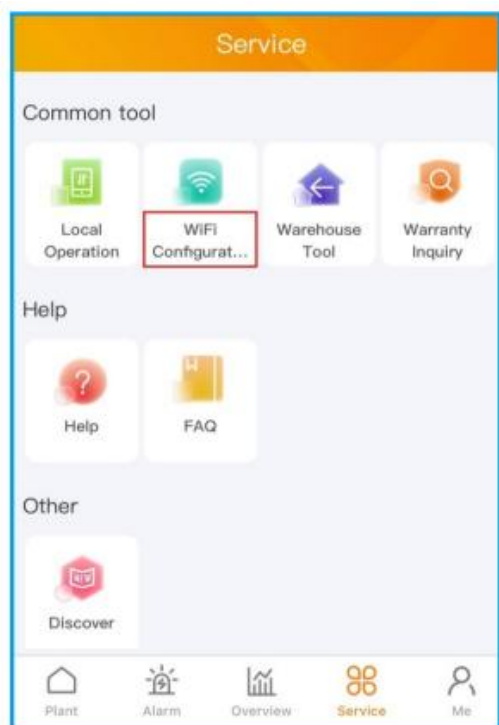 Service
Common tool
Local
Operation
WiFi
Configurat...
Warehouse
Tool
Warranty
Inquiry
Help
Help
FAQ
Other
Discover
Plant
Alarm
Overview
Service
Me